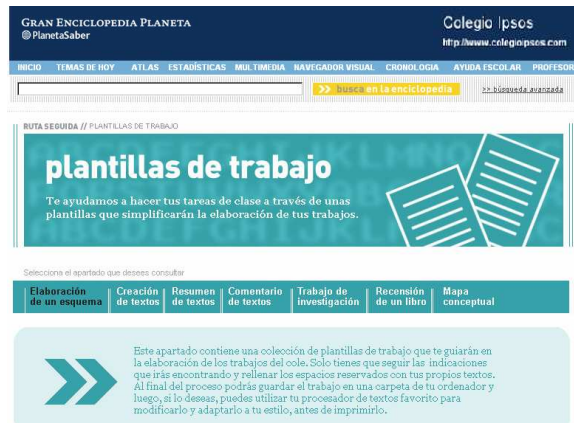 GRAN ENCICLOPEDIA PLANETA
PlanetaSaber
Colegio Ipsos
http://www.colegioipsos.com
INICIO TEMAS DE HOY ATLAS ESTADÍSTICAS MULTIMEDIA NAVEGADOR VISUAL CRONOLOGIA AYUDA ESCOLAR PROFESOR
>> busca en la enciclopedia >> búsqueda avanzada
RUTA SEGUIDA // PLANTILLAS DE TRABAJO
plantillas de trabajo
Te ayudamos a hacer tus tareas de clase a través de unas
plantillas que simplificarán la elaboración de tus trabajos.
Selecciona el apartado que desees consultar
Elaboración
de un esquema
Creación
de textos
Resumen
de textos
Comentario
de textos
Trabajo de
investigación
Recensión
de un libro
Mapa
conceptual
Este apartado contiene una colección de plantillas de trabajo que te guiarán en
la elaboración de los trabajos del cole. Solo tienes que seguir las indicaciones
que irás encontrando y rellenar los espacios reservados con tus propios textos.
Al final del proceso podrás guardar el trabajo en una carpeta de tu ordenador y
luego, si lo deseas, puedes utilizar tu procesador de textos favorito para
modificarlo y adaptarlo a tu estilo, antes de imprimirlo.